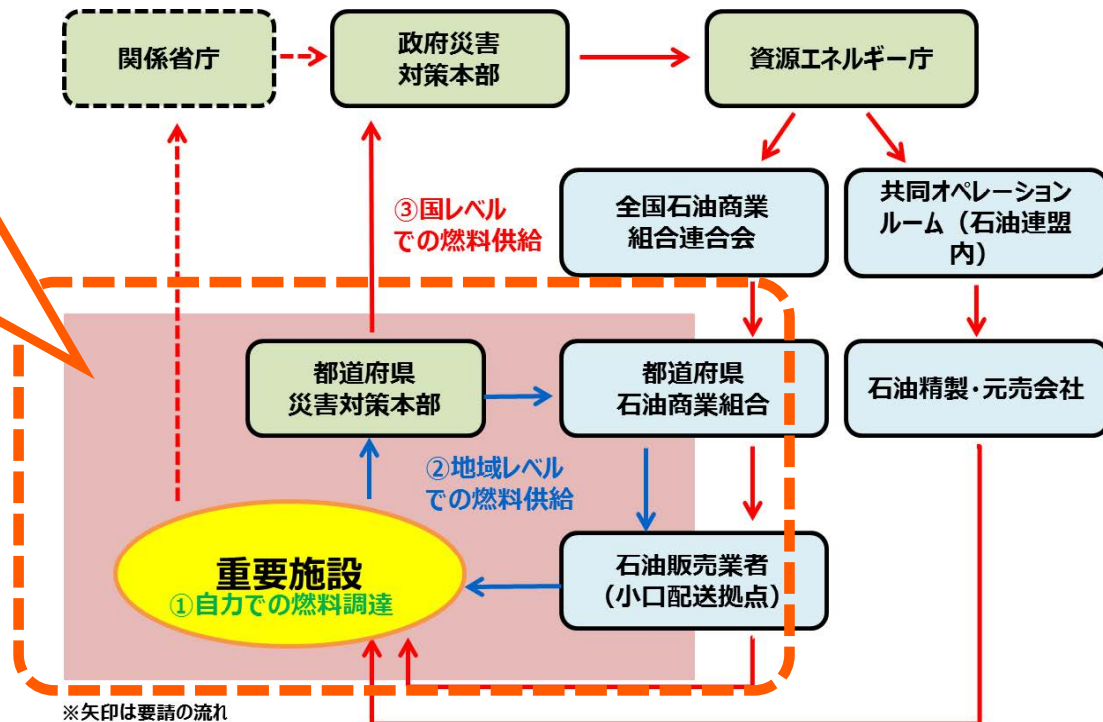 関係省庁
政府災害
対策本部
資源エネルギー庁
③国レベル
での燃料供給
全国石油商業
組合連合会
共同オペレーション
ルーム（石油連盟
内）
都道府県
災害対策本部
都道府県
石油商業組合
石油精製・元売会社
②地域レベル
での燃料供給
重要施設
①自力での燃料調達
石油販売業者
（小口配送拠点）
※矢印は要請の流れ